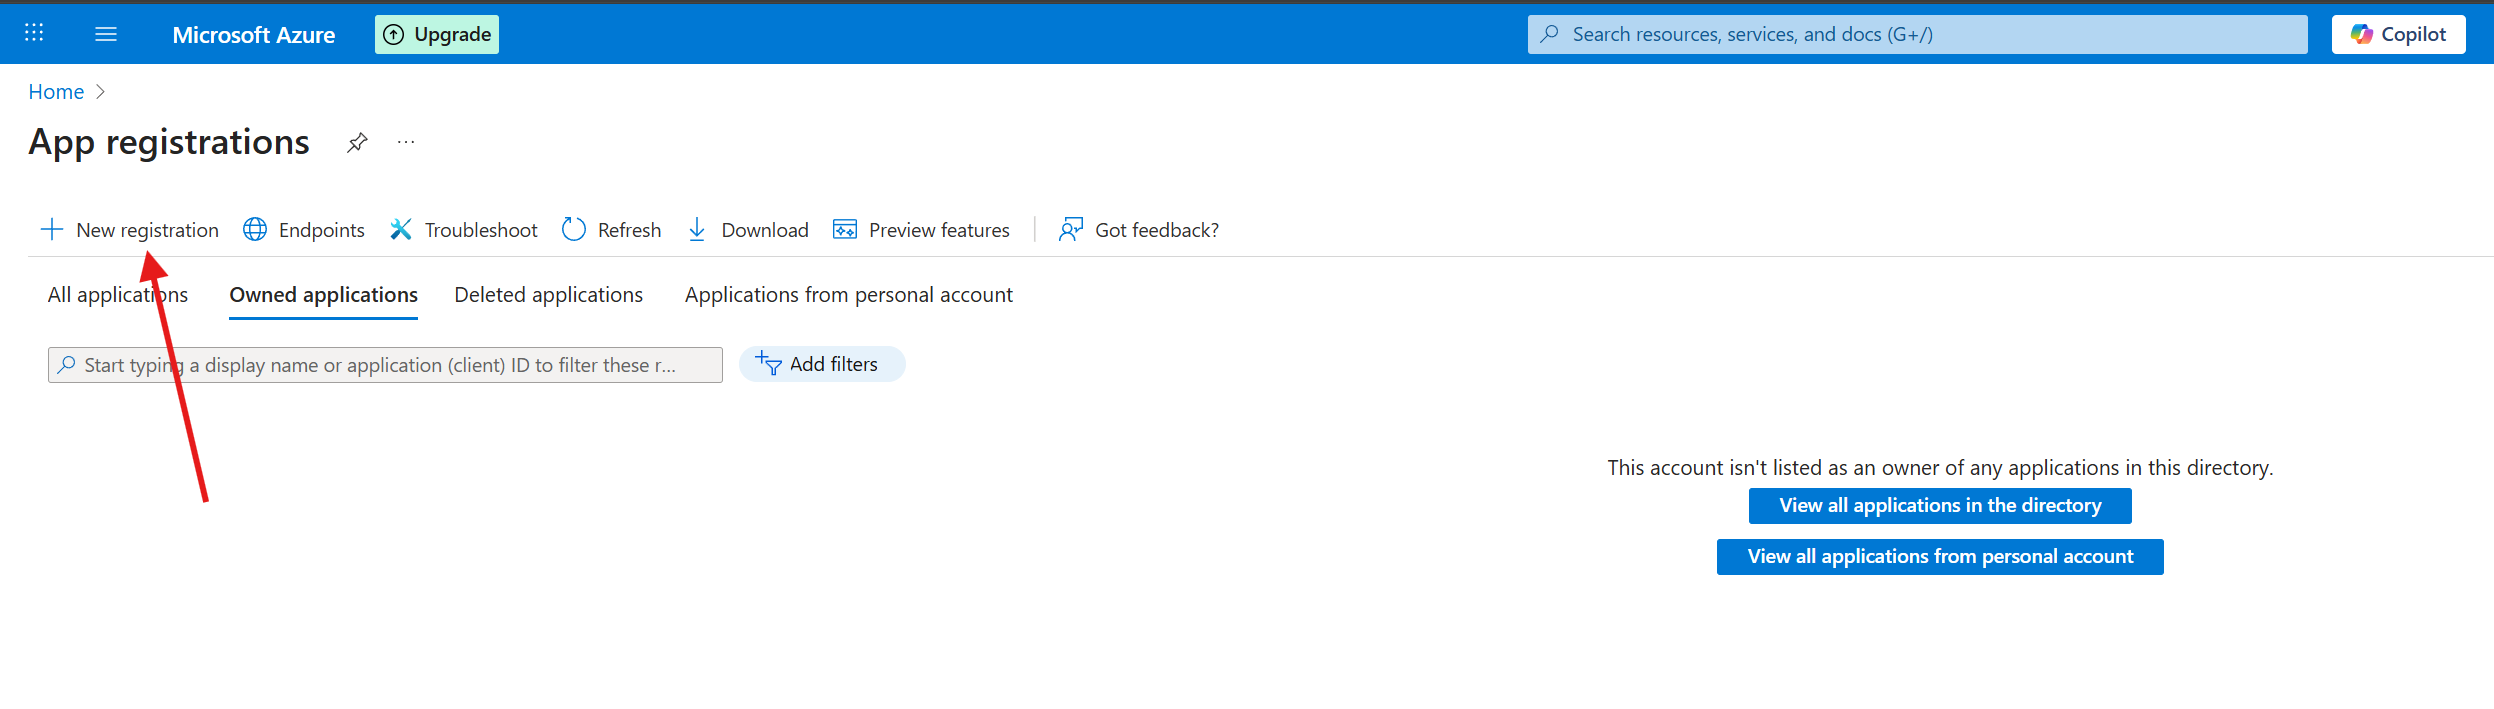 Microsoft Azure Upgrade Search resources, services, and docs (G+/) Copilot
Home
App registrations ...
New registration Endpoints Troubleshoot Refresh Download Preview features Got feedback?
All applications Owned applications Deleted applications Applications from personal account
Start typing a display name or application (client) ID to filter these r... Add filters
This account isn't listed as an owner of any applications in this directory.
View all applications in the directory
View all applications from personal account